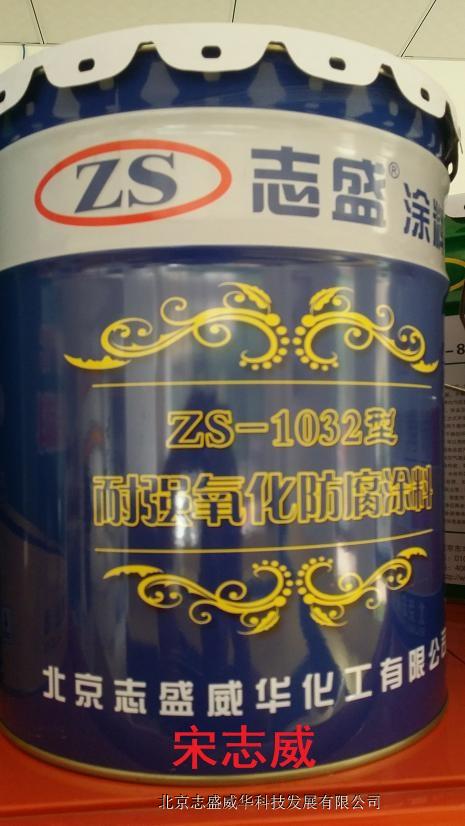 ZS 志盛® 涂料
ZS-1032型
耐强氧化防腐涂料
北京志盛威华化工有限公司
宋志威
北京志盛威华科技发展有限公司